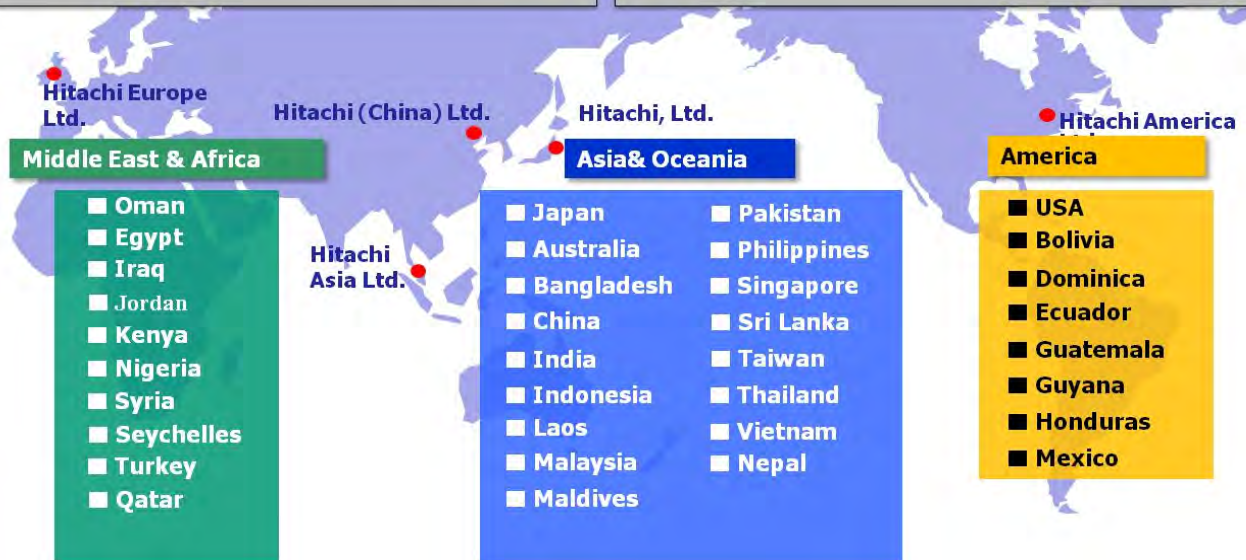 Hitachi Europe
Ltd.
Hitachi (China) Ltd.
Hitachi, Ltd.
Hitachi America
Hitachi
Asia Ltd.
Middle East & Africa
Oman
Egypt
Iraq
Jordan
Kenya
Nigeria
Syria
Seychelles
Turkey
Qatar
Asia& Oceania
Japan
Australia
Bangladesh
China
India
Indonesia
Laos
Malaysia
Maldives
Pakistan
Philippines
Singapore
Sri Lanka
Taiwan
Thailand
Vietnam
Nepal
America
USA
Bolivia
Dominica
Ecuador
Guatemala
Guyana
Honduras
Mexico